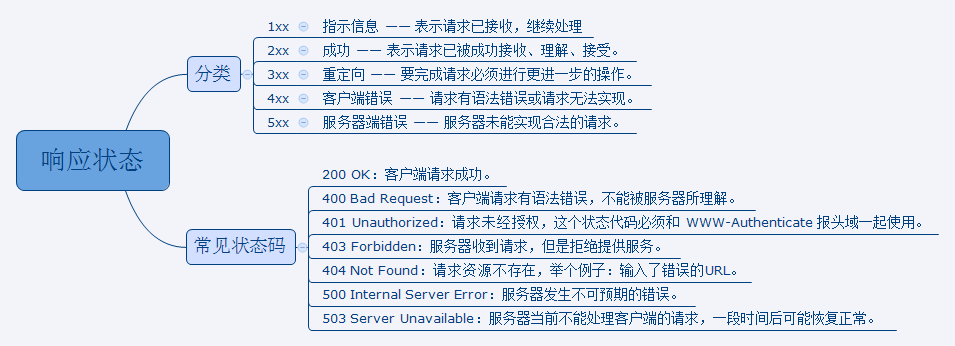 响应状态
分类
1xx 指示信息 —— 表示请求已接收，继续处理
2xx 成功 —— 表示请求已被成功接收、理解、接受。
3xx 重定向 —— 要完成请求必须进行更进一步的操作。
4xx 客户端错误 —— 请求有语法错误或请求无法实现。
5xx 服务器端错误 —— 服务器未能实现合法的请求。
常见状态码
200 OK：客户端请求成功。
400 Bad Request：客户端请求有语法错误，不能被服务器所理解。
401 Unauthorized：请求未经授权，这个状态代码必须和 WWW-Authenticate 报头域一起使用。
403 Forbidden：服务器收到请求，但是拒绝提供服务。
404 Not Found：请求资源不存在，举个例子：输入了错误的URL。
500 Internal Server Error：服务器发生不可预期的错误。
503 Server Unavailable：服务器当前不能处理客户端的请求，一段时间后可能恢复正常。